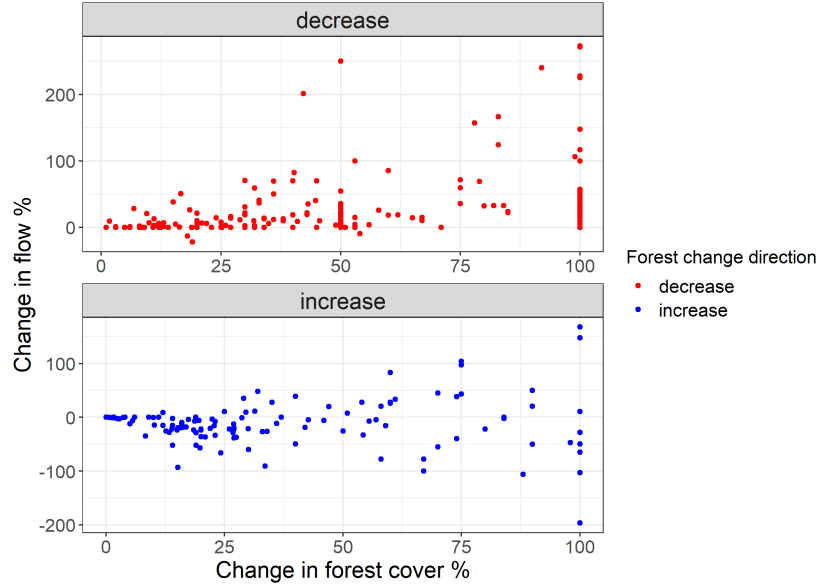 decrease
200
100
0
0
25
50
75
100
increase
100
0
-100
-200
0
25
50
75
100
Change in forest cover %
Change in flow %
Forest change direction
decrease
increase